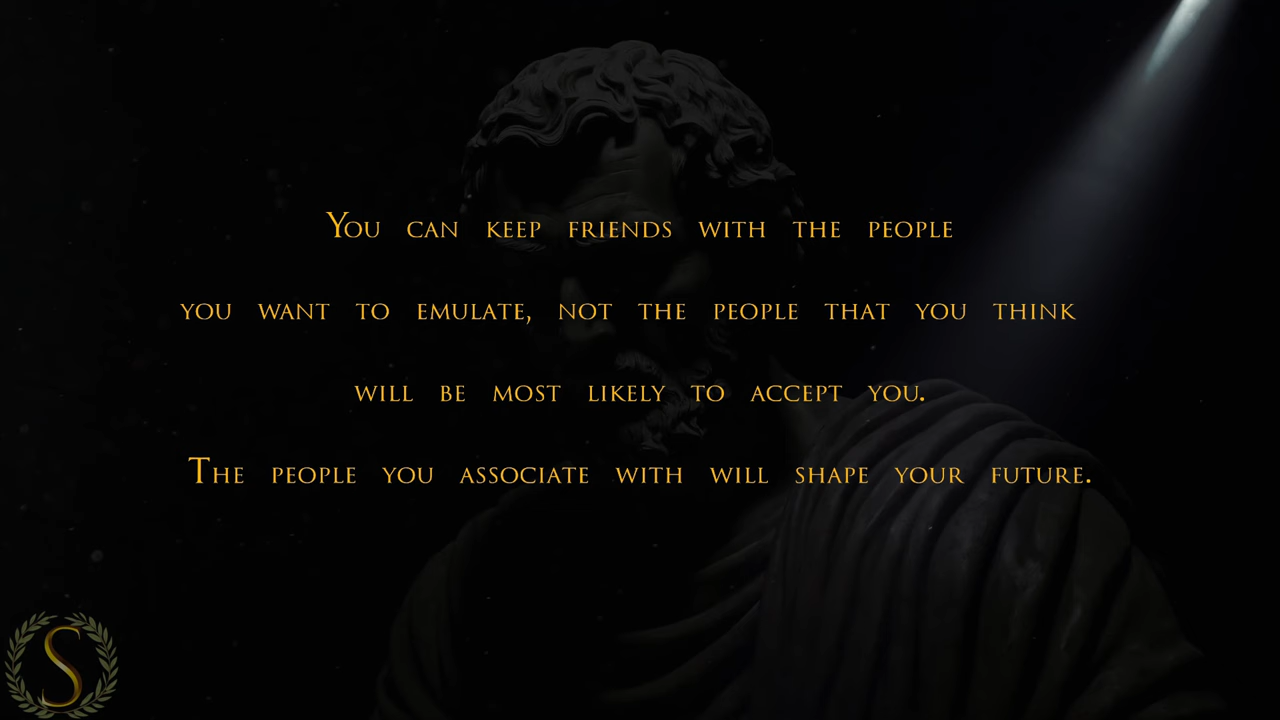 You can keep friends with the people
you want to emulate, not the people that you think
will be most likely to accept you.
The people you associate with will shape your future.
S